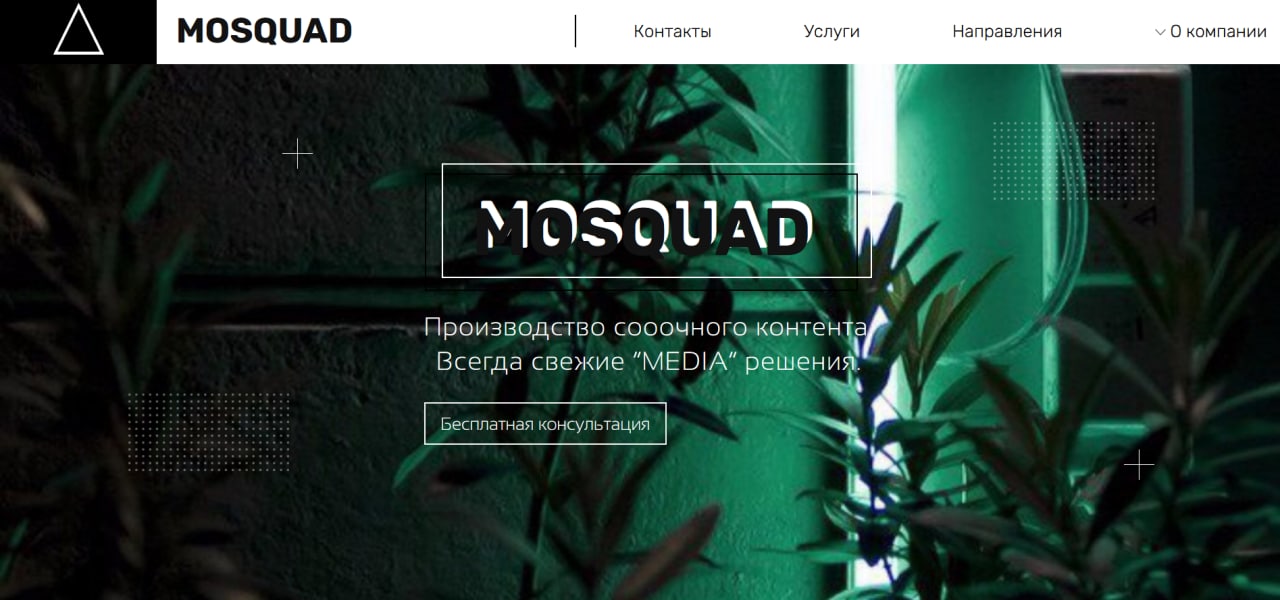 MOSQUAD
Контакты
Услуги
Направления
О компании
MOSQUAD
Производство сооочного контента
Всегда свежие “MEDIA” решения.
Бесплатная консультация